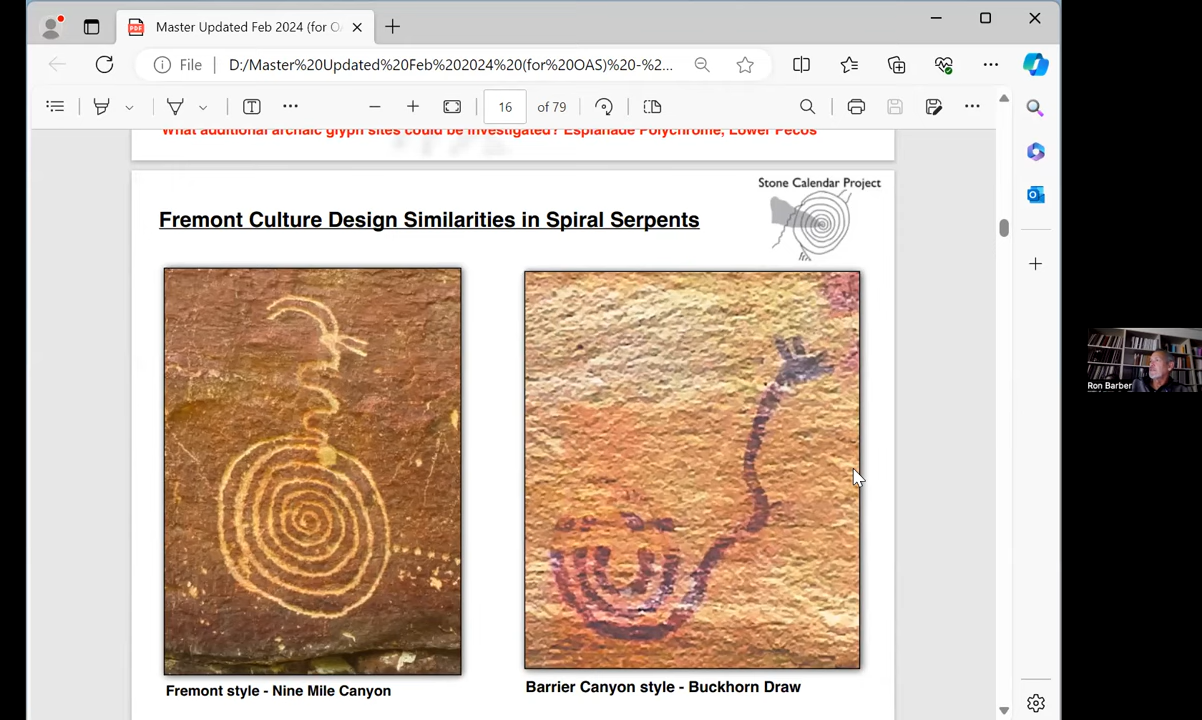 Master Updated Feb 2024 (for O
File
D:/Master%20Updated%20Feb%202024%20(for%20OAS)%20-%2...
16 of 79
What additional archaic glyph sites could be investigated? Esplanade Polychrome, Lower Pecos
Stone Calendar Project
Fremont Culture Design Similarities in Spiral Serpents
Fremont style - Nine Mile Canyon
Barrier Canyon style - Buckhorn Draw
Ron Barber